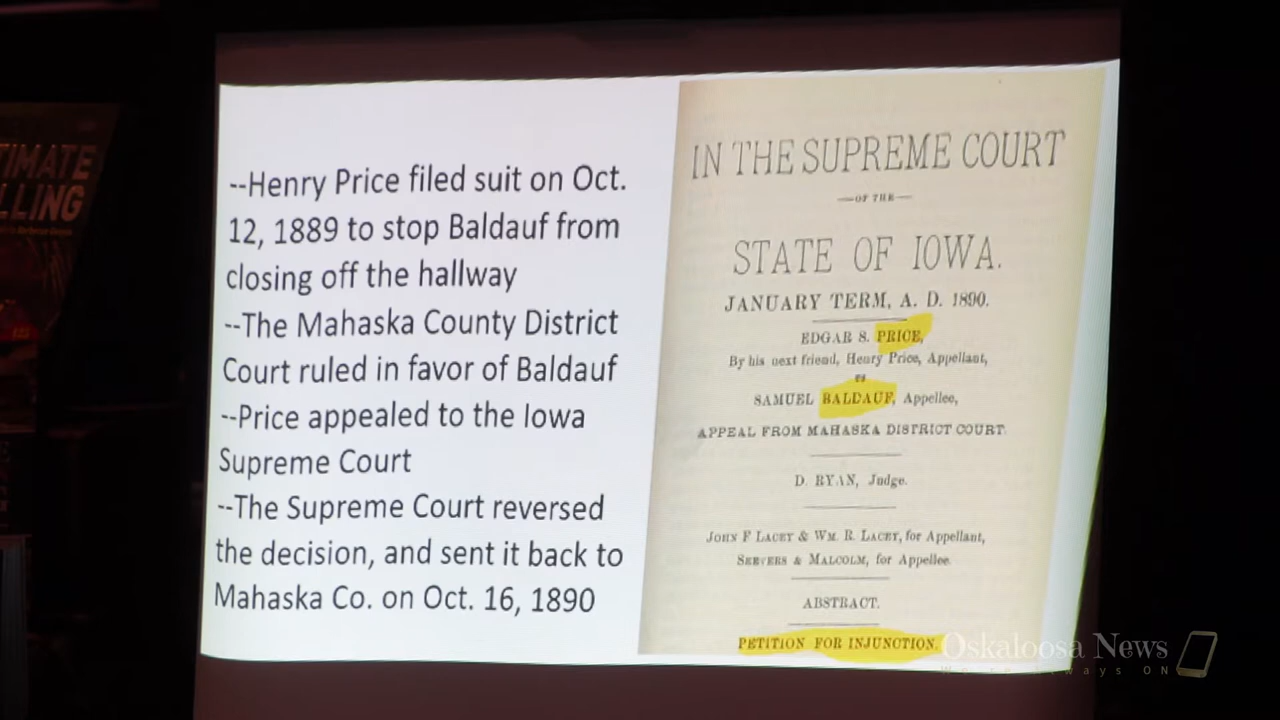 TIMATE
LLING
--Henry Price filed suit on Oct.
12, 1889 to stop Baldauf from
closing off the hallway
--The Mahaska County District
Court ruled in favor of Baldauf
--Price appealed to the Iowa
Supreme Court
--The Supreme Court reversed
the decision, and sent it back to
Mahaska Co. on Oct. 16, 1890
IN THE SUPREME COURT
—OF THE—
STATE OF IOWA.
JANUARY TERM, A. D. 1890.
EDGAR S. PRICE,
By his next friend, Henry Price, Appellant,
vs
SAMUEL BALDAUF, Appellee,
APPEAL FROM MAHASKA DISTRICT COURT.
D. RYAN, Judge.
JOHN F LACEY & WM. R. LACEY, for Appellant,
SEEVERS & MALCOLM, for Appellee.
ABSTRACT.
PETITION FOR INJUNCTION.
Oskaloosa News
ways ON